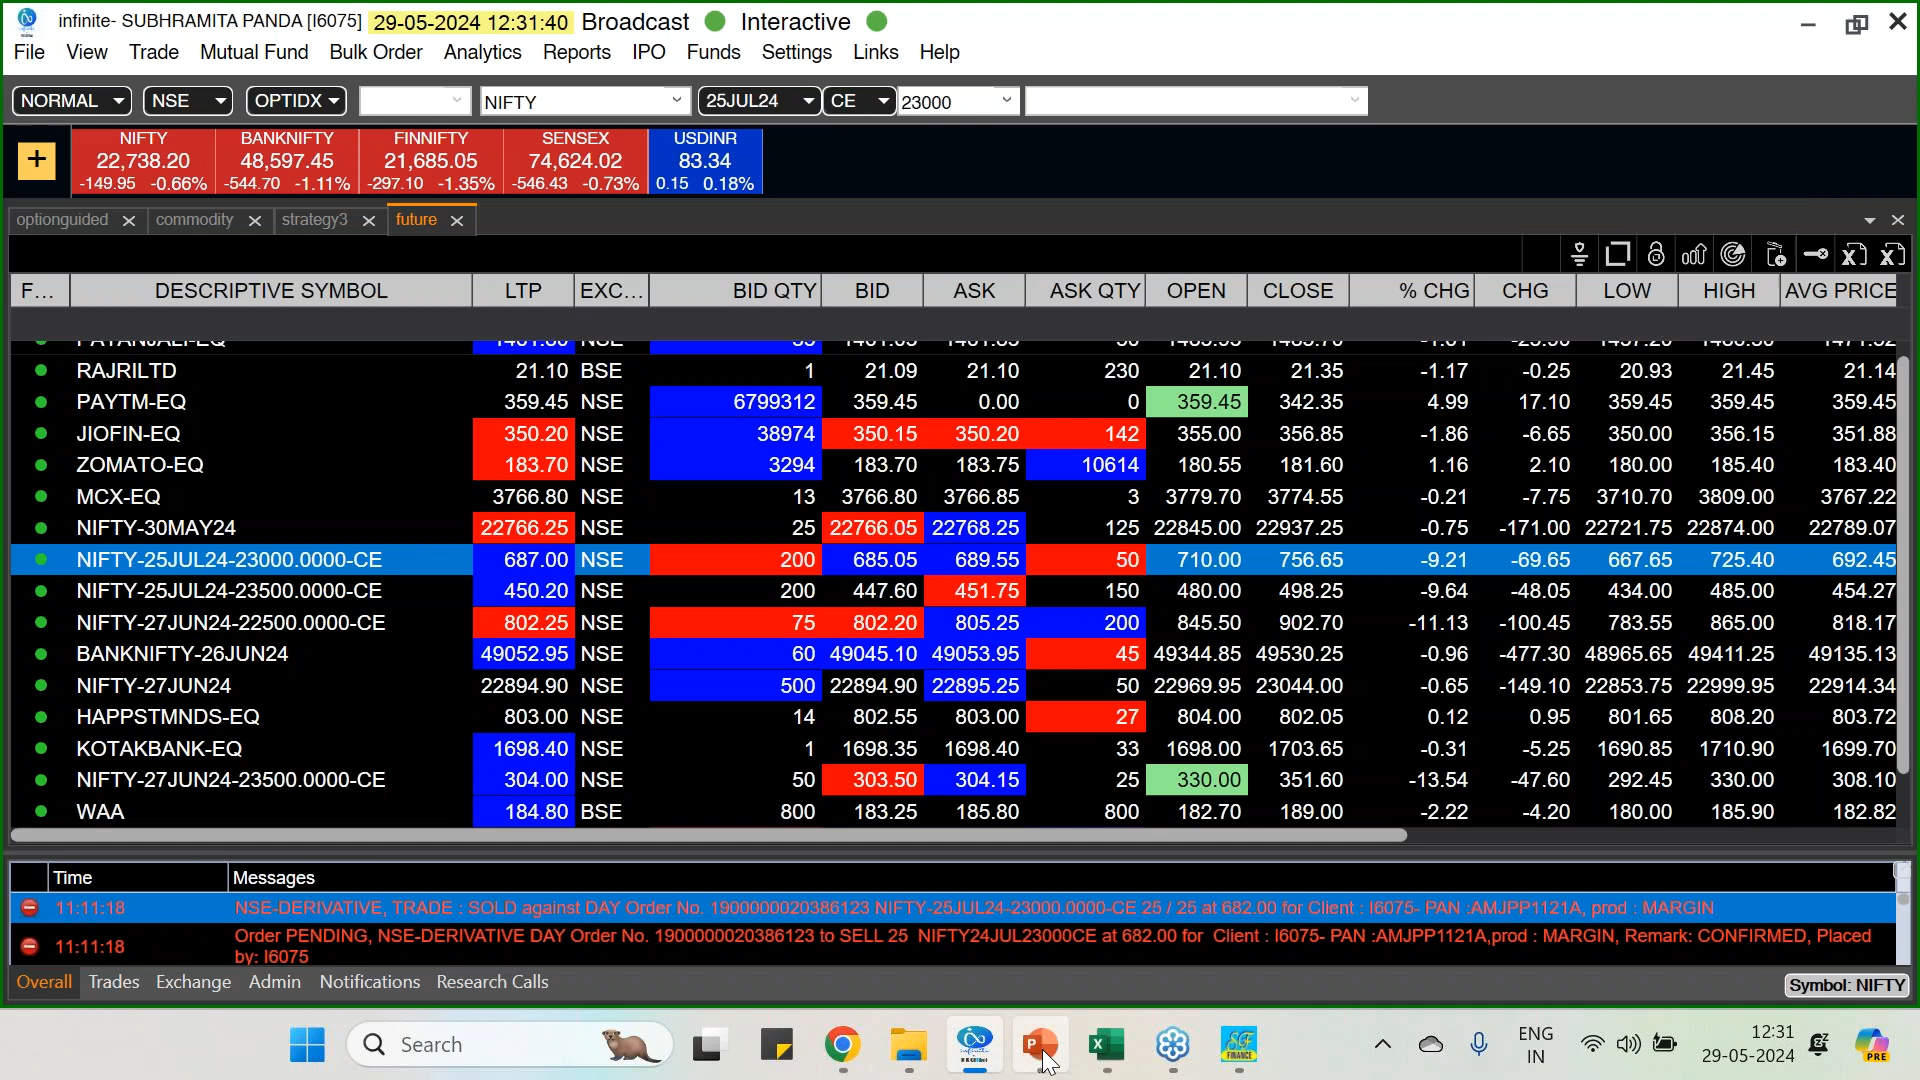 infinite- SUBHRAMITA PANDA [I6075] 29-05-2024 12:31:40 Broadcast Interactive
File View Trade Mutual Fund Bulk Order Analytics Reports IPO Funds Settings Links Help
NORMAL NSE OPTIDX NIFTY 25JUL24 CE 23000
NIFTY BANKNIFTY FINNIFTY SENSEX USDINR
+ 22,738.20 48,597.45 21,685.05 74,624.02 83.34
-149.95 -0.66% -544.70 -1.11% -297.10 -1.35% -546.43 -0.73% 0.15 0.18%
optionguided commodity strategy3 future
F... DESCRIPTIVE SYMBOL LTP EXC... BID QTY BID ASK ASK QTY OPEN CLOSE % CHG CHG LOW HIGH AVG PRICE
RAJRILTD 21.10 BSE 1 21.09 21.10 230 21.10 21.35 -1.17 -0.25 20.93 21.45 21.14
PAYTM-EQ 359.45 NSE 6799312 359.45 0.00 0 359.45 342.35 4.99 17.10 359.45 359.45 359.45
JIOFIN-EQ 350.20 NSE 38974 350.15 350.20 142 355.00 356.85 -1.86 -6.65 350.00 356.15 351.88
ZOMATO-EQ 183.70 NSE 3294 183.70 183.75 10614 180.55 181.60 1.16 2.10 180.00 185.40 183.40
MCX-EQ 3766.80 NSE 13 3766.80 3766.85 3 3779.70 3774.55 -0.21 -7.75 3710.70 3809.00 3767.22
NIFTY-30MAY24 22766.25 NSE 25 22766.05 22768.25 125 22845.00 22937.25 -0.75 -171.00 22721.75 22874.00 22789.07
NIFTY-25JUL24-23000.0000-CE 687.00 NSE 200 685.05 689.55 50 710.00 756.65 -9.21 -69.65 667.65 725.40 692.45
NIFTY-25JUL24-23500.0000-CE 450.20 NSE 200 447.60 451.75 150 480.00 498.25 -9.64 -48.05 434.00 485.00 454.27
NIFTY-27JUN24-22500.0000-CE 802.25 NSE 75 802.20 805.25 200 845.50 902.70 -11.13 -100.45 783.55 865.00 818.17
BANKNIFTY-26JUN24 49052.95 NSE 60 49045.10 49053.95 45 49344.85 49530.25 -0.96 -477.30 48965.65 49411.25 49135.13
NIFTY-27JUN24 22894.90 NSE 500 22894.90 22895.25 50 22969.95 23044.00 -0.65 -149.10 22853.75 22999.95 22914.34
HAPPSTMNDS-EQ 803.00 NSE 14 802.55 803.00 27 804.00 802.05 0.12 0.95 801.65 808.20 803.72
KOTAKBANK-EQ 1698.40 NSE 1 1698.35 1698.40 33 1698.00 1703.65 -0.31 -5.25 1690.85 1710.90 1699.70
NIFTY-27JUN24-23500.0000-CE 304.00 NSE 50 303.50 304.15 25 330.00 351.60 -13.54 -47.60 292.45 330.00 308.10
WAA 184.80 BSE 800 183.25 185.80 800 182.70 189.00 -2.22 -4.20 180.00 185.90 182.82
Time Messages
11:11:18 NSE-DERIVATIVE, TRADE : SOLD against DAY Order No. 1900000020386123 NIFTY-25JUL24-23000.0000-CE 25 / 25 at 682.00 for Client : I6075- PAN :AMJPP1121A, prod : MARGIN
11:11:18 Order PENDING, NSE-DERIVATIVE DAY Order No. 1900000020386123 to SELL 25 NIFTY24JUL23000CE at 682.00 for Client : I6075- PAN :AMJPP1121A,prod : MARGIN, Remark: CONFIRMED, Placed
by: I6075
Overall Trades Exchange Admin Notifications Research Calls Symbol: NIFTY
Search ENG 12:31
IN 29-05-2024
PRE